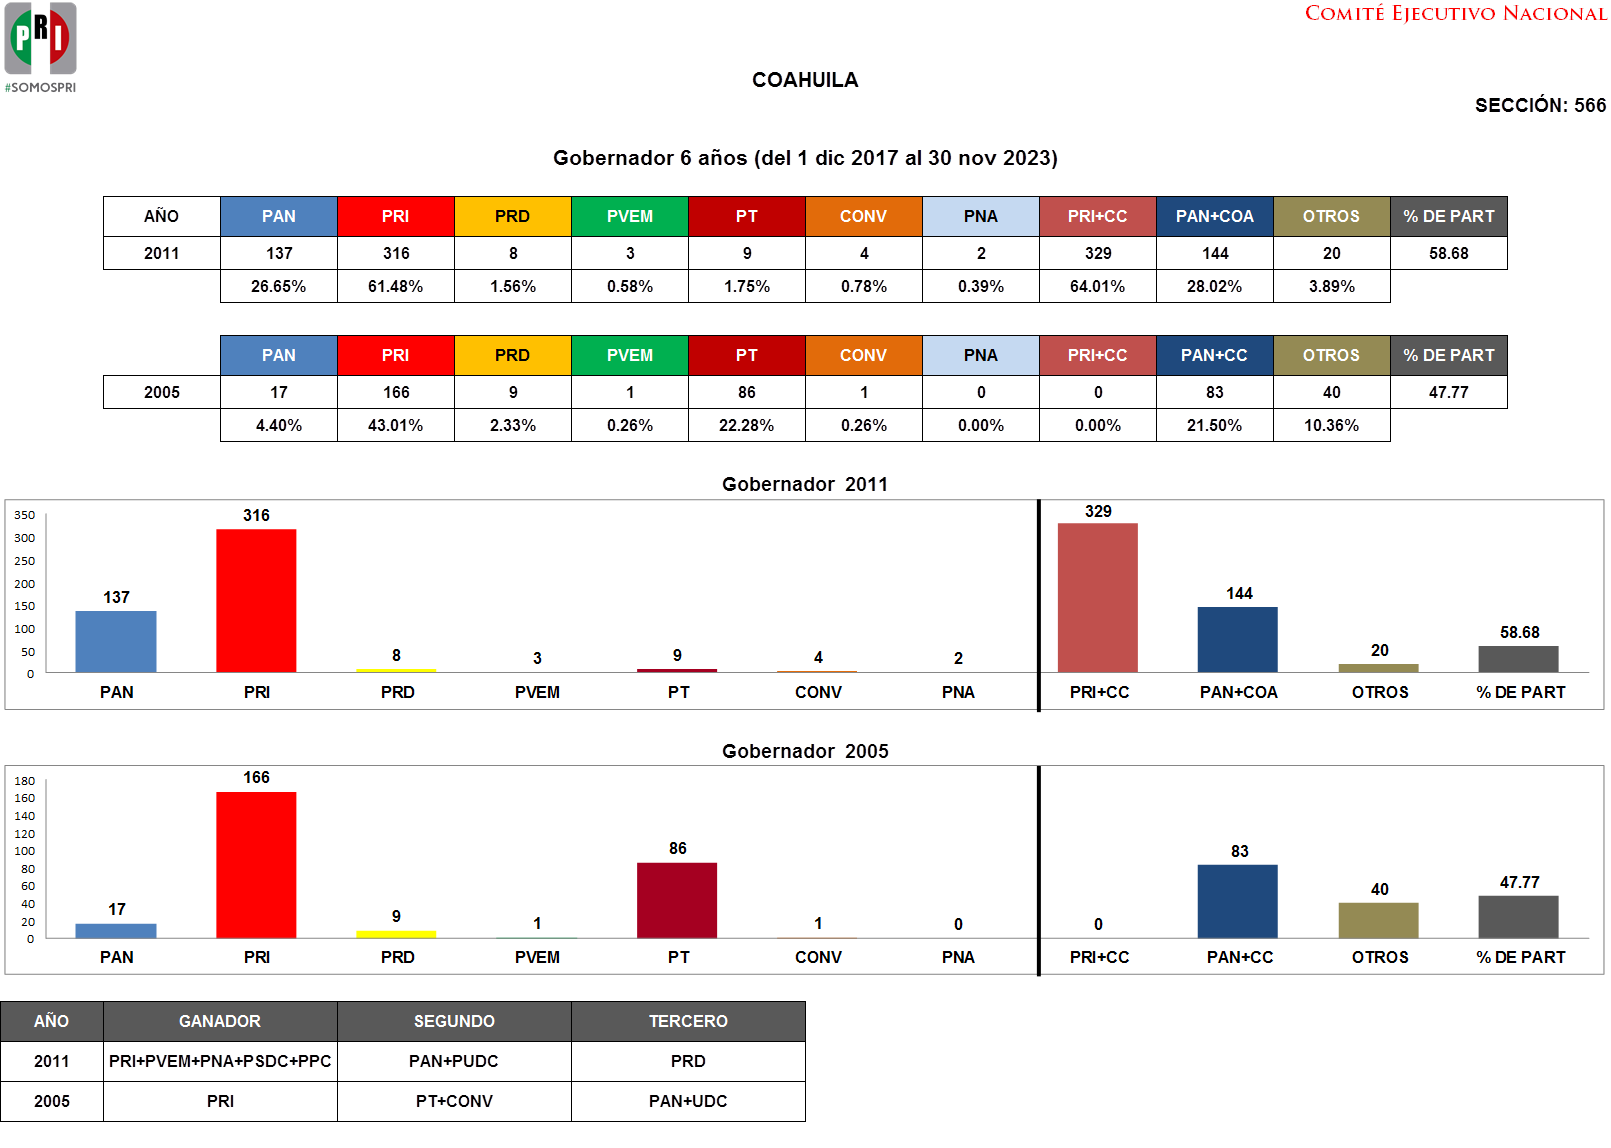 PRI
#SOMOSPRI
COMITÉ EJECUTIVO NACIONAL
COAHUILA
SECCIÓN: 566
Gobernador 6 años (del 1 dic 2017 al 30 nov 2023)
AÑO PAN PRI PRD PVEM PT CONV PNA PRI+CC PAN+COA OTROS % DE PART
2011 137 316 8 3 9 4 2 329 144 20 58.68
26.65% 61.48% 1.56% 0.58% 1.75% 0.78% 0.39% 64.01% 28.02% 3.89%
PAN PRI PRD PVEM PT CONV PNA PRI+CC PAN+CC OTROS % DE PART
2005 17 166 9 1 86 1 0 0 83 40 47.77
4.40% 43.01% 2.33% 0.26% 22.28% 0.26% 0.00% 0.00% 21.50% 10.36%
Gobernador 2011
350
300
250
200
150
100
50
0
137 316 8 3 9 4 2 329 144 20 58.68
PAN PRI PRD PVEM PT CONV PNA PRI+CC PAN+COA OTROS % DE PART
Gobernador 2005
180
160
140
120
100
80
60
40
20
0
17 166 9 1 86 1 0 0 83 40 47.77
PAN PRI PRD PVEM PT CONV PNA PRI+CC PAN+CC OTROS % DE PART
AÑO GANADOR SEGUNDO TERCERO
2011 PRI+PVEM+PNA+PSDC+PPC PAN+PUDC PRD
2005 PRI PT+CONV PAN+UDC